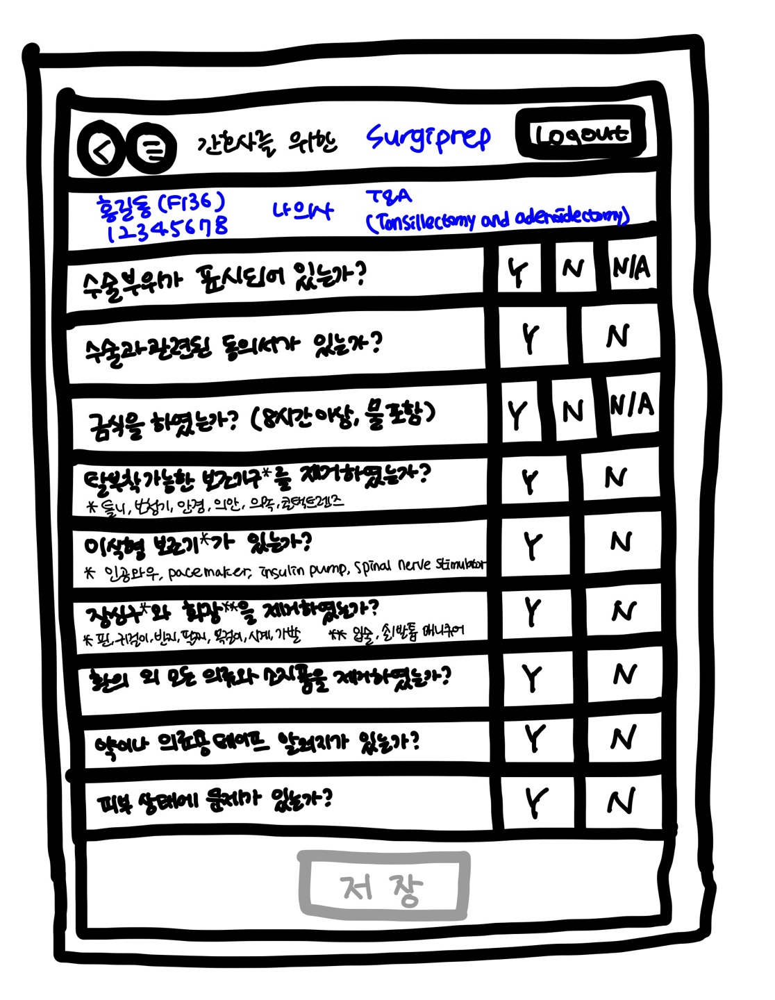 간호사를 위한 Surgiprep Logout
홍길동 (F/36) 나의사 T&A
12345678 (Tonsillectomy and adenoidectomy)
수술부위가 표시되어 있는가? Y N N/A
수술과 관련된 동의서가 있는가? Y N
금식을 하였는가? (8시간 이상, 물 포함) Y N N/A
탈부착 가능한 보조기구*를 제거하였는가? Y N
* 틀니, 보청기, 안경, 의안, 의족, 콘택트렌즈
이식형 보조기*가 있는가? Y N
* 인공와우, pacemaker, insulin pump, spinal nerve stimulator
장신구*와 화장**을 제거하였는가? Y N
* 핀, 귀걸이, 반지, 팔찌, 목걸이, 시계, 가발 ** 입술, 손/발톱 매니큐어
환의 외 모든 의류와 소지품을 제거하였는가? Y N
약이나 의료용 테이프 알러지가 있는가? Y N
피부 상태에 문제가 있는가? Y N
저장